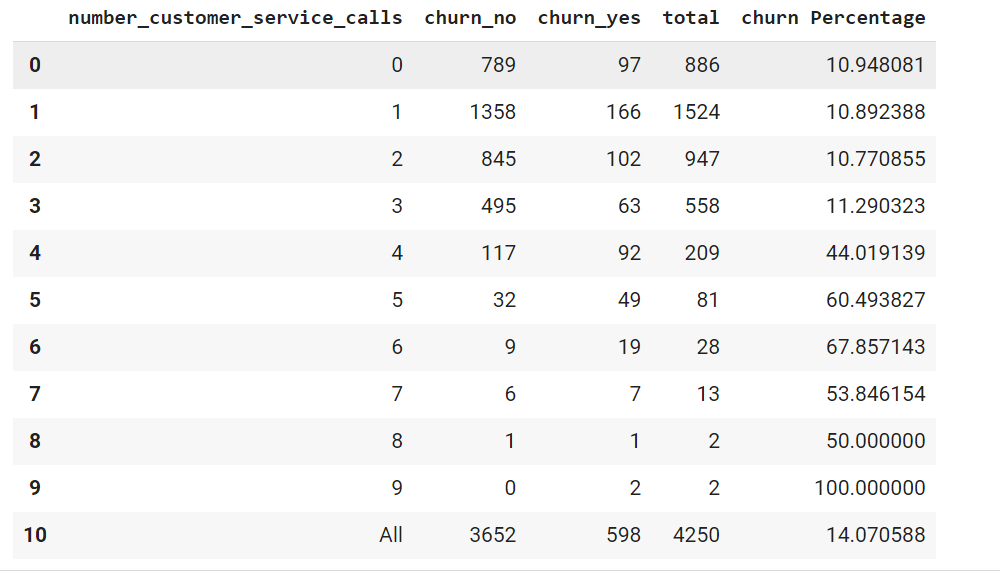 number_customer_service_calls churn_no churn_yes total churn Percentage
0 0 789 97 886 10.948081
1 1 1358 166 1524 10.892388
2 2 845 102 947 10.770855
3 3 495 63 558 11.290323
4 4 117 92 209 44.019139
5 5 32 49 81 60.493827
6 6 9 19 28 67.857143
7 7 6 7 13 53.846154
8 8 1 1 2 50.000000
9 9 0 2 2 100.000000
10 All 3652 598 4250 14.070588